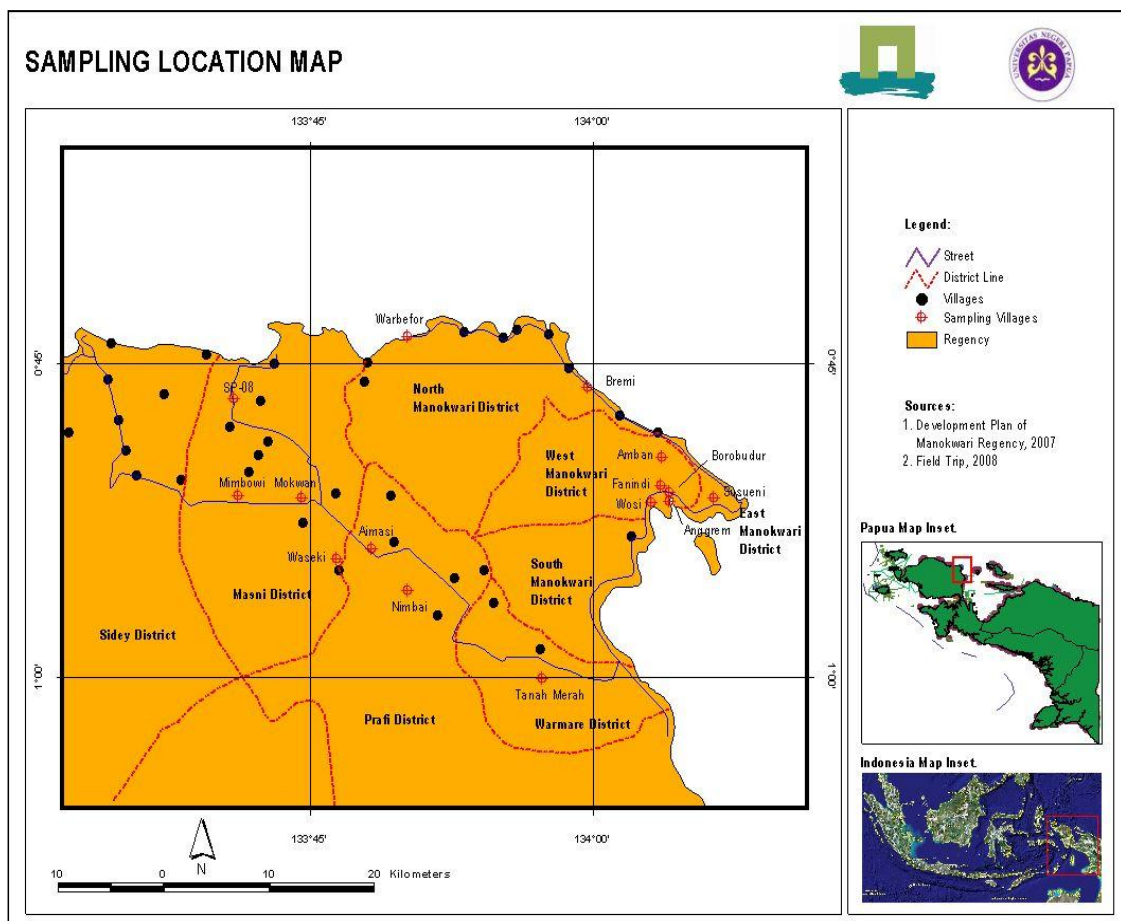 SAMPLING LOCATION MAP
UNIVERSITAS NEGERI PAPUA
133°45'
134°00'
Warbefor
0°45'
0°45'
SP-08
North
Manokwari District
Bremi
West
Manokwari
District
Amban
Borobudur
Fanindi
Mimbowi
Mokwan
Wosi
Susueni
Anggrem
East
Manokwari
District
Aimasi
Waseki
South
Manokwari
District
Masni District
Nimbai
Sidey District
1°00'
1°00'
Tanah Merah
Prafi District
Warmare District
133°45'
134°00'
N
10
0
10
20
Kilometers
Legend:
Street
District Line
Villages
Sampling Villages
Regency
Sources:
1. Development Plan of
Manokwari Regency, 2007
2. Field Trip, 2008
Papua Map Inset.
Indonesia Map Inset.